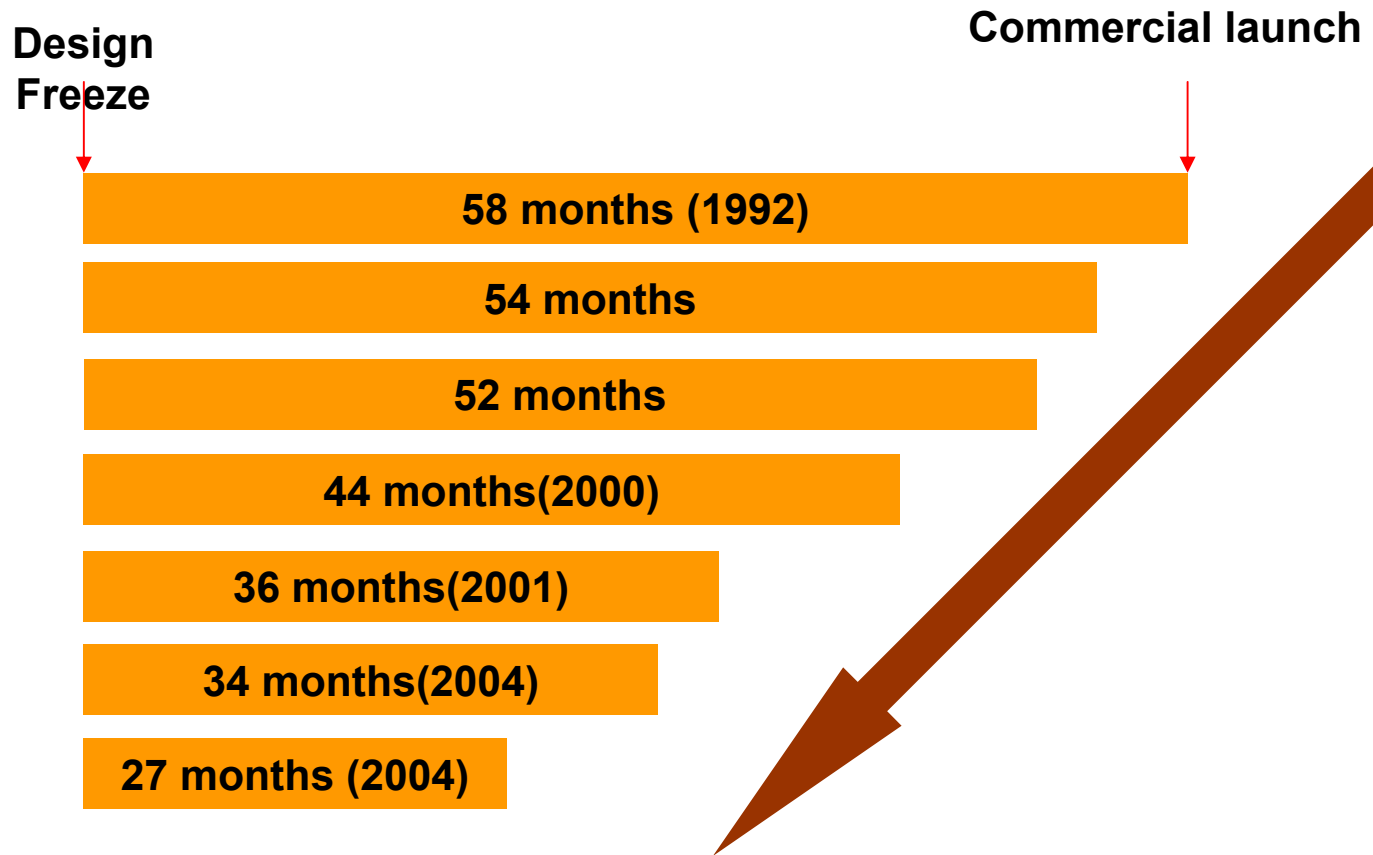 Design
Freeze
Commercial launch
58 months (1992)
54 months
52 months
44 months(2000)
36 months(2001)
34 months(2004)
27 months (2004)